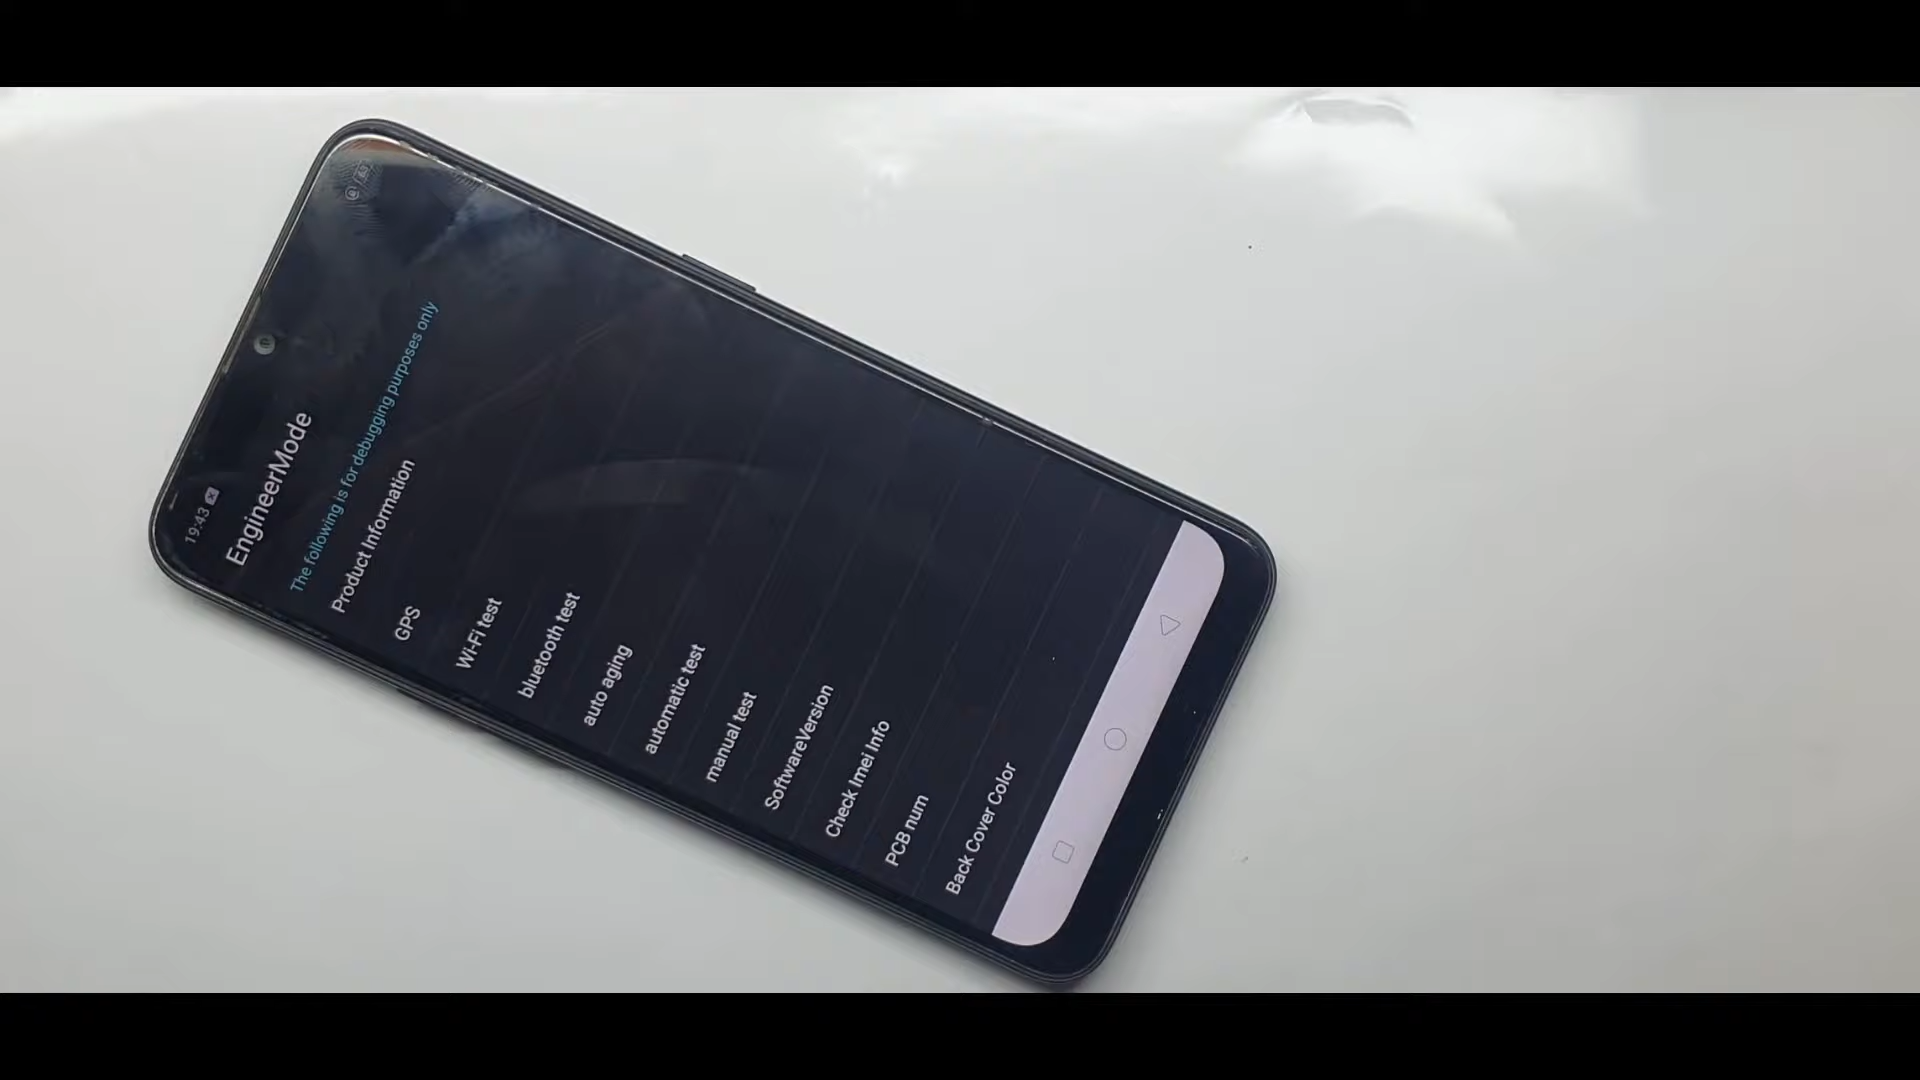 19:43
EngineerMode
The following is for debugging purposes only
Product Information
GPS
Wi-Fi test
bluetooth test
auto aging
automatic test
manual test
SoftwareVersion
Check Imei Info
PCB num
Back Cover Color